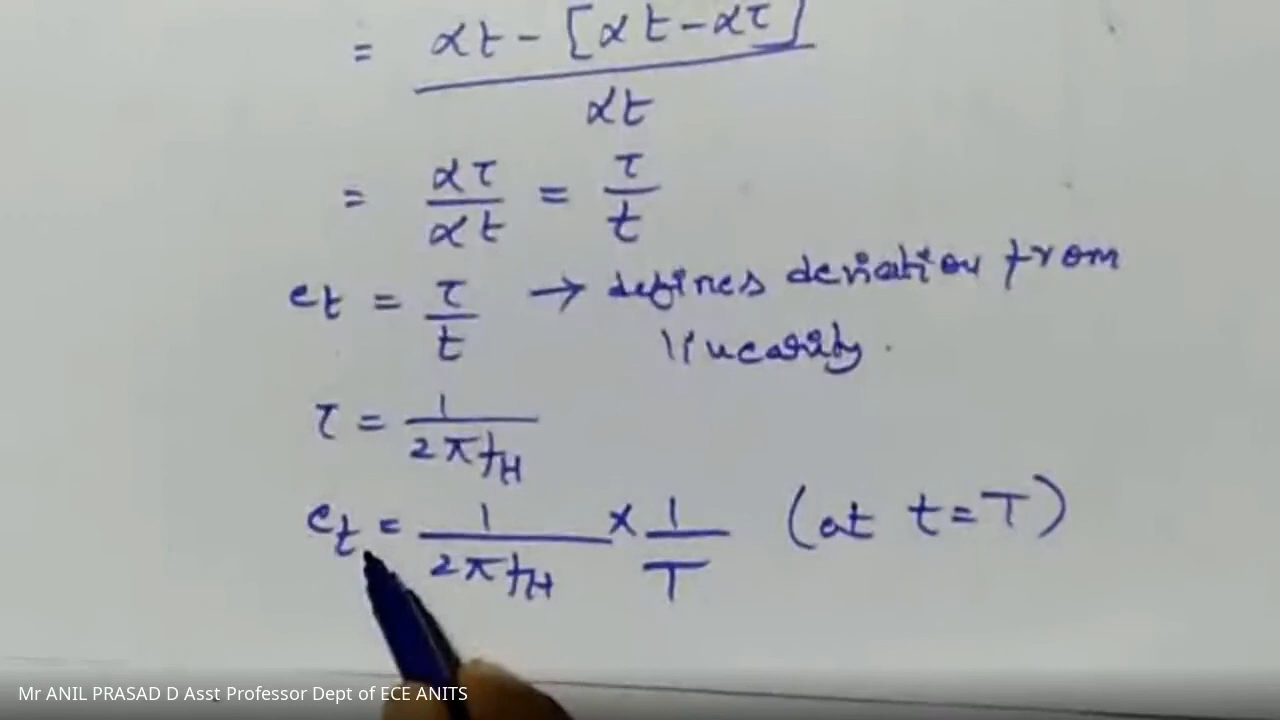 = αt - [αt - ατ] / αt
= ατ / αt = τ / t
et = τ / t → defines deviation from
linearity.
τ = 1 / 2πfH
et = 1 / 2πfH × 1 / T (at t = T)
Mr ANIL PRASAD D Asst Professor Dept of ECE ANITS